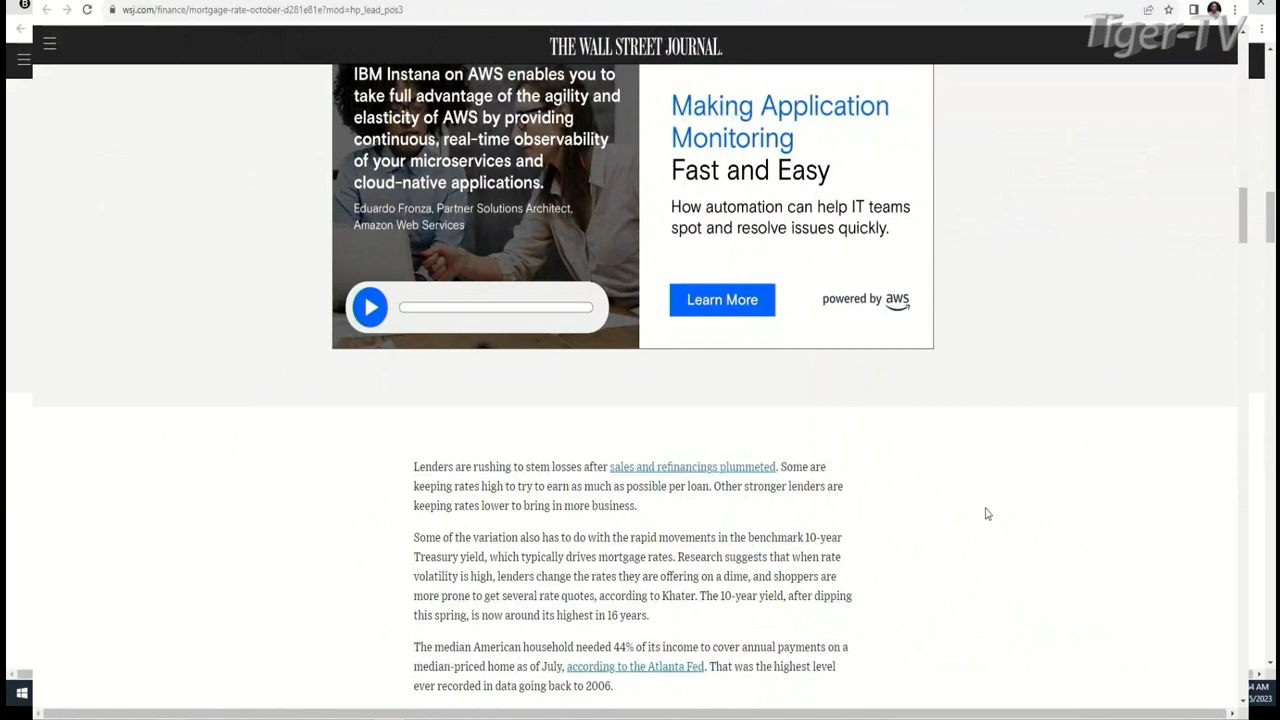 wsj.com/finance/mortgage-rate-october-d281e81e?mod=hp_lead_pos3
Tiger-TV
THE WALL STREET JOURNAL.
IBM Instana on AWS enables you to
take full advantage of the agility and
elasticity of AWS by providing
continuous, real-time observability
of your microservices and
cloud-native applications.
Eduardo Fronza, Partner Solutions Architect,
Amazon Web Services
Making Application
Monitoring
Fast and Easy
How automation can help IT teams
spot and resolve issues quickly.
Learn More
powered by aws
Lenders are rushing to stem losses after sales and refinancings plummeted. Some are
keeping rates high to try to earn as much as possible per loan. Other stronger lenders are
keeping rates lower to bring in more business.
Some of the variation also has to do with the rapid movements in the benchmark 10-year
Treasury yield, which typically drives mortgage rates. Research suggests that when rate
volatility is high, lenders change the rates they are offering on a dime, and shoppers are
more prone to get several rate quotes, according to Khater. The 10-year yield, after dipping
this spring, is now around its highest in 16 years.
The median American household needed 44% of its income to cover annual payments on a
median-priced home as of July, according to the Atlanta Fed. That was the highest level
ever recorded in data going back to 2006.
4 AM
5/2023